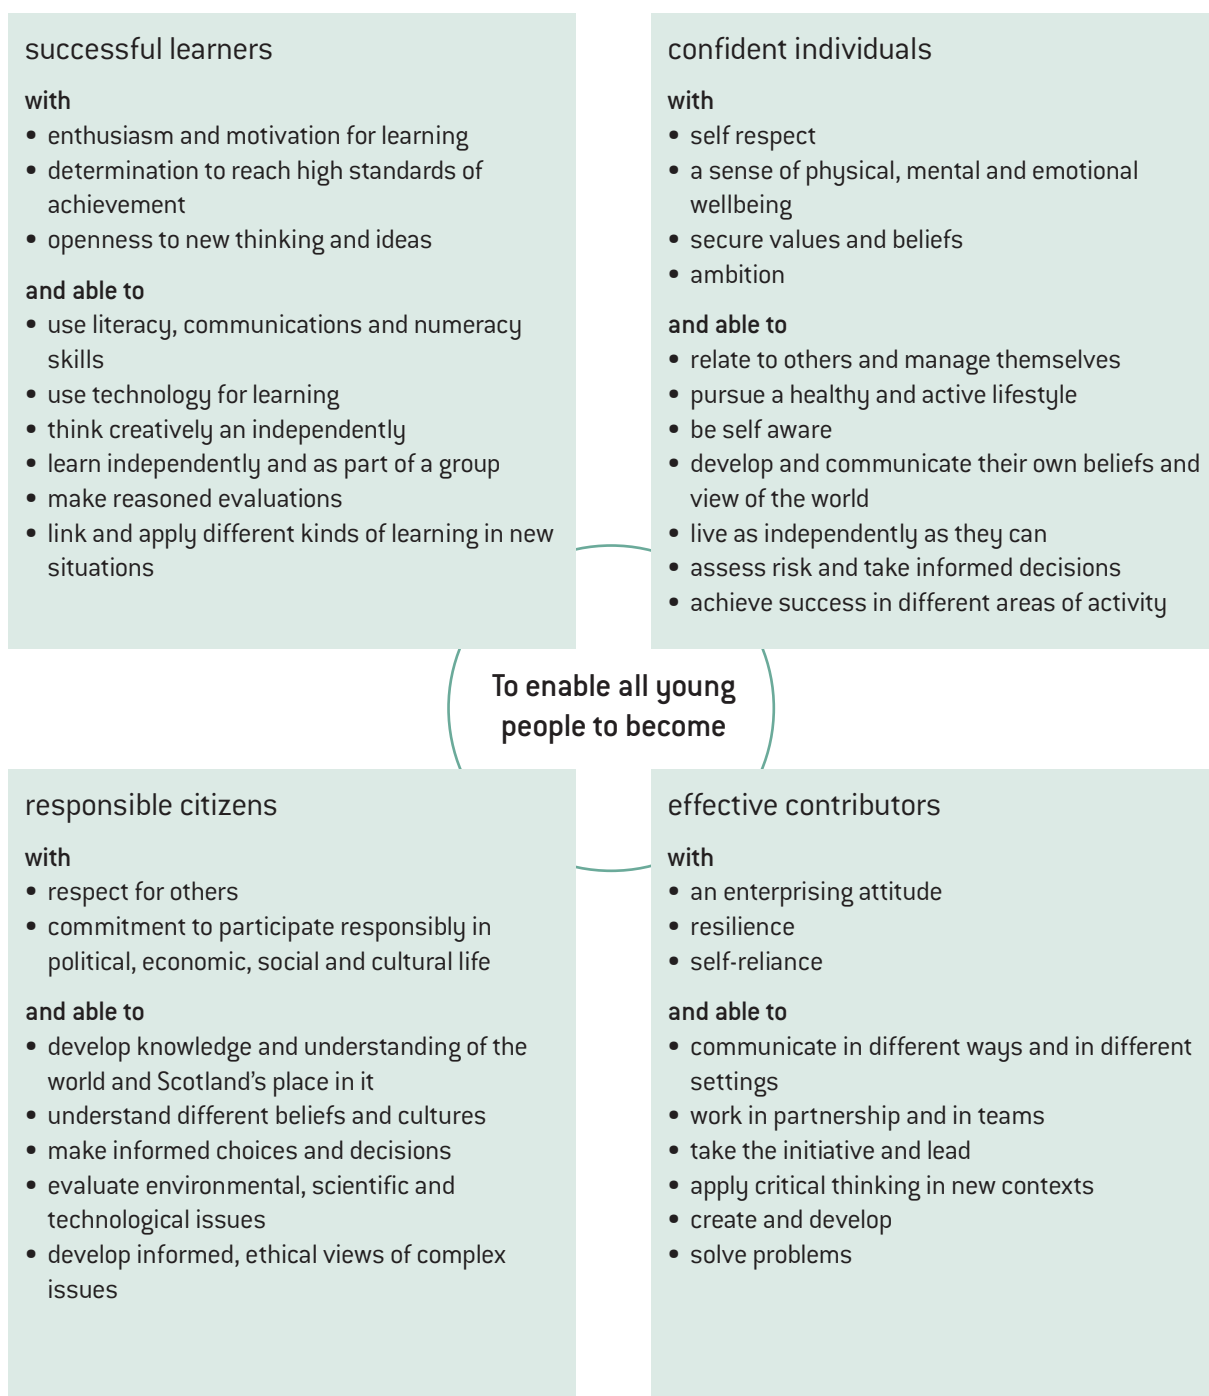 successful learners
with
• enthusiasm and motivation for learning
• determination to reach high standards of
achievement
• openness to new thinking and ideas
and able to
• use literacy, communications and numeracy
skills
• use technology for learning
• think creatively an independently
• learn independently and as part of a group
• make reasoned evaluations
• link and apply different kinds of learning in new
situations
confident individuals
with
• self respect
• a sense of physical, mental and emotional
wellbeing
• secure values and beliefs
• ambition
and able to
• relate to others and manage themselves
• pursue a healthy and active lifestyle
• be self aware
• develop and communicate their own beliefs and
view of the world
• live as independently as they can
• assess risk and take informed decisions
• achieve success in different areas of activity
To enable all young
people to become
responsible citizens
with
• respect for others
• commitment to participate responsibly in
political, economic, social and cultural life
and able to
• develop knowledge and understanding of the
world and Scotland's place in it
• understand different beliefs and cultures
• make informed choices and decisions
• evaluate environmental, scientific and
technological issues
• develop informed, ethical views of complex
issues
effective contributors
with
• an enterprising attitude
• resilience
• self-reliance
and able to
• communicate in different ways and in different
settings
• work in partnership and in teams
• take the initiative and lead
• apply critical thinking in new contexts
• create and develop
• solve problems